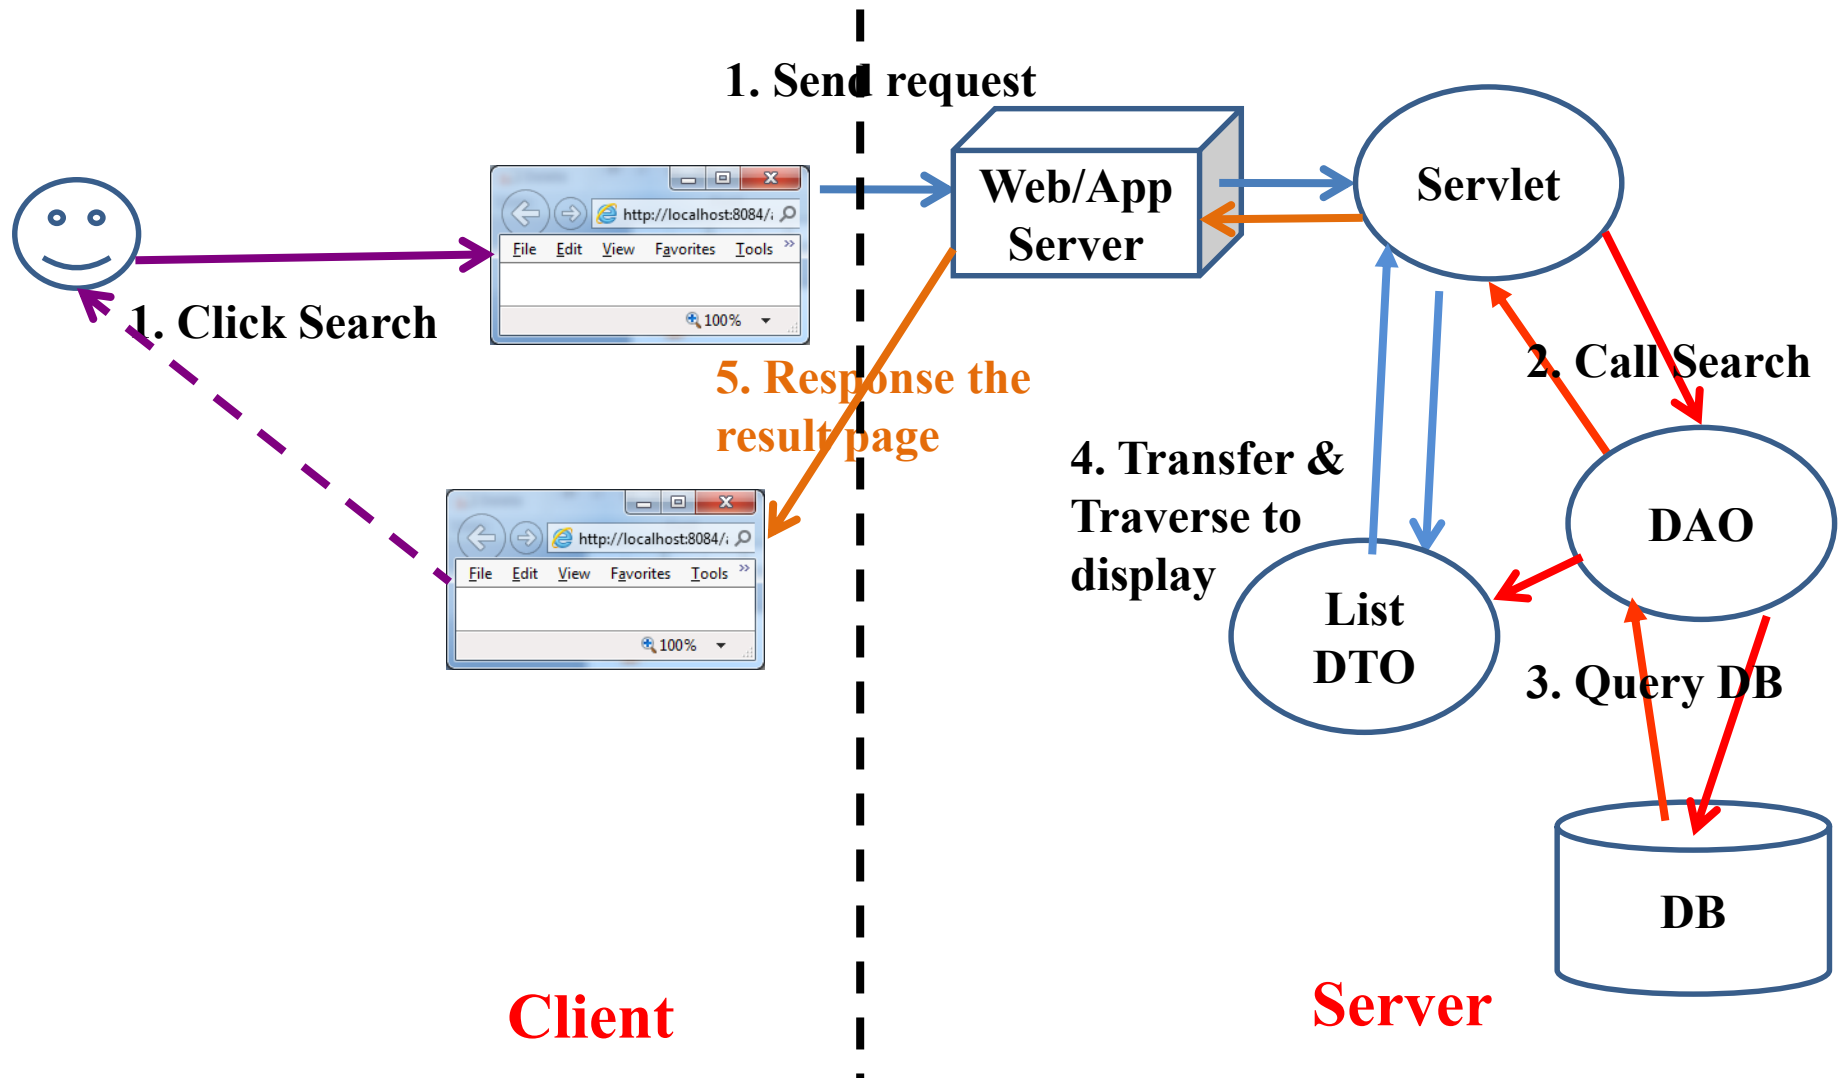 1. Send request
Web/App
Server
Servlet
http://localhost:8084/
File Edit View Favorites Tools »
100%
1. Click Search
2. Call Search
5. Response the
result page
4. Transfer &
Traverse to
display
DAO
http://localhost:8084/
File Edit View Favorites Tools »
100%
List
DTO
3. Query DB
DB
Client
Server